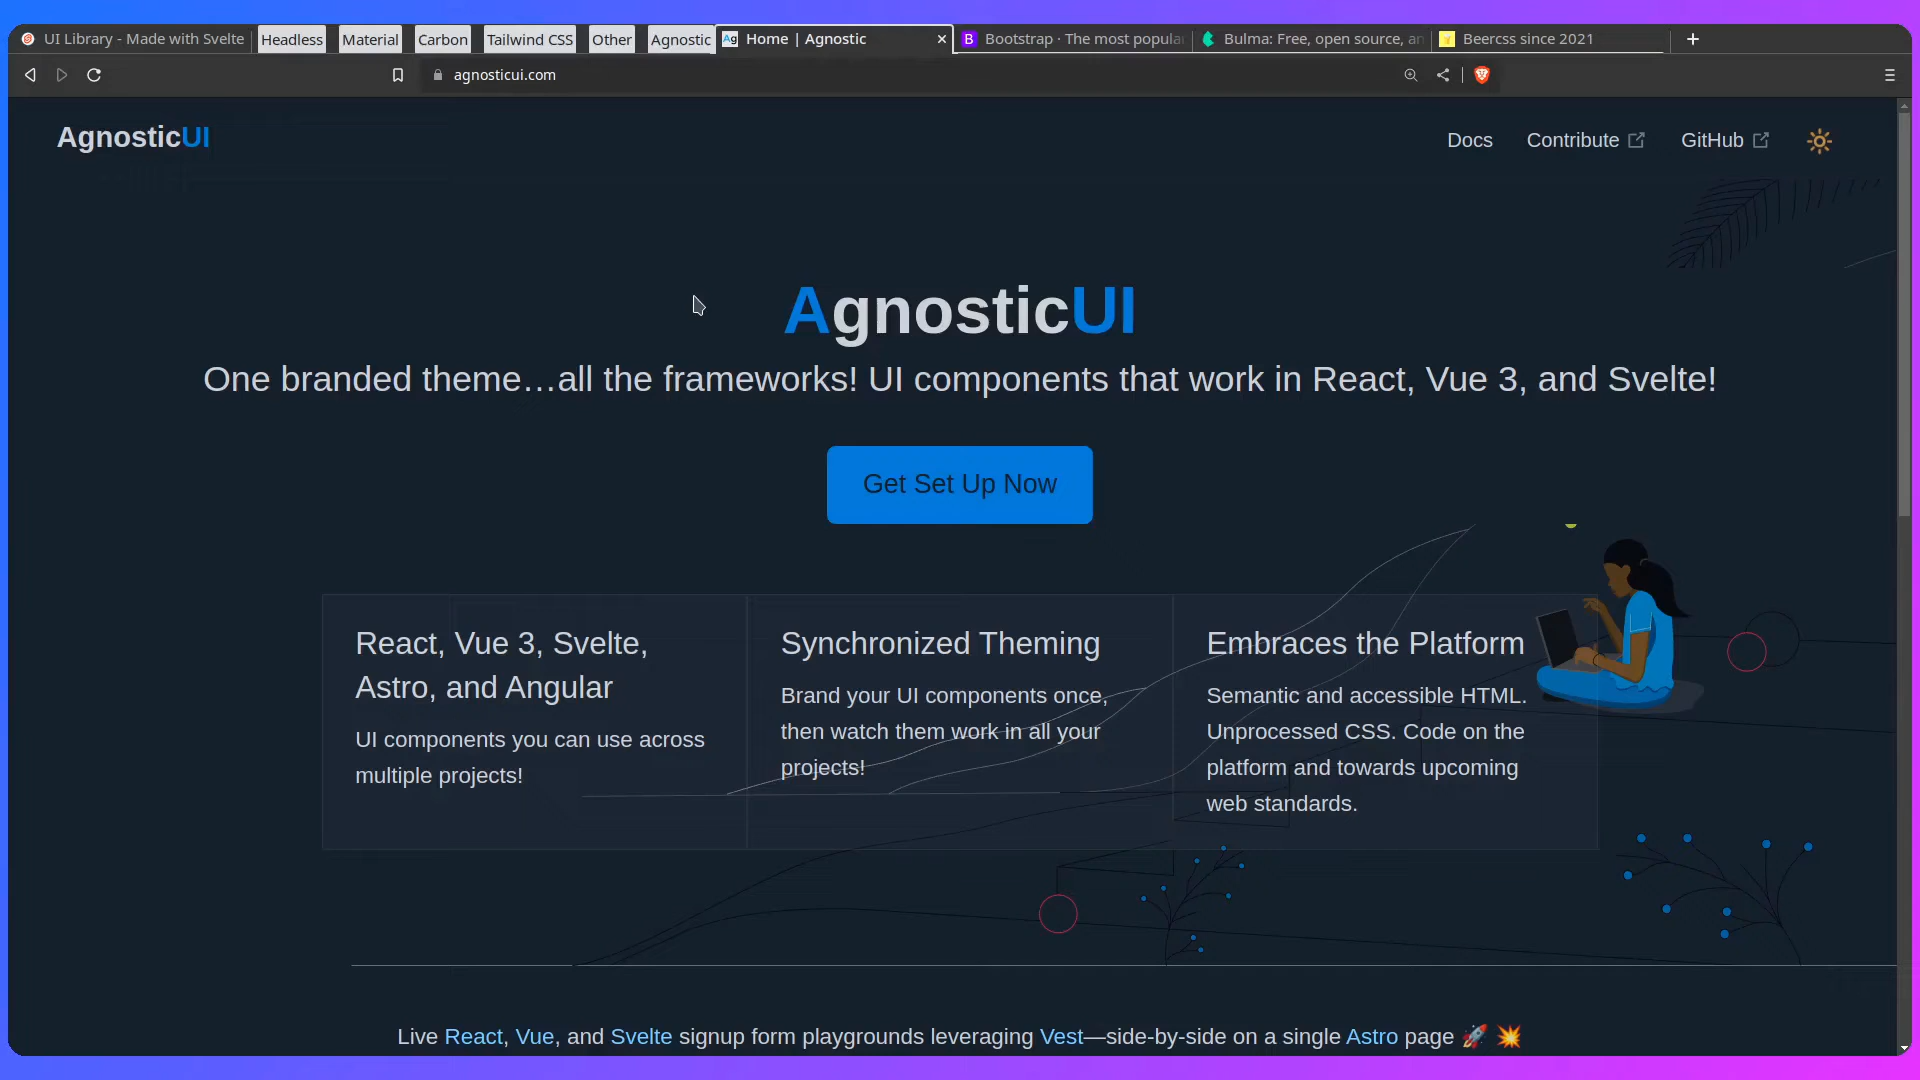 UI Library - Made with Svelte
Headless
Material
Carbon
Tailwind CSS
Other
Agnostic
Ag Home | Agnostic
B Bootstrap · The most popula
Bulma: Free, open source, an
Beercss since 2021
agnosticui.com
AgnosticUI
Docs
Contribute
GitHub
AgnosticUI
One branded theme…all the frameworks! UI components that work in React, Vue 3, and Svelte!
Get Set Up Now
React, Vue 3, Svelte,
Astro, and Angular
UI components you can use across
multiple projects!
Synchronized Theming
Brand your UI components once,
then watch them work in all your
projects!
Embraces the Platform
Semantic and accessible HTML.
Unprocessed CSS. Code on the
platform and towards upcoming
web standards.
Live React, Vue, and Svelte signup form playgrounds leveraging Vest—side-by-side on a single Astro page 🚀 💥